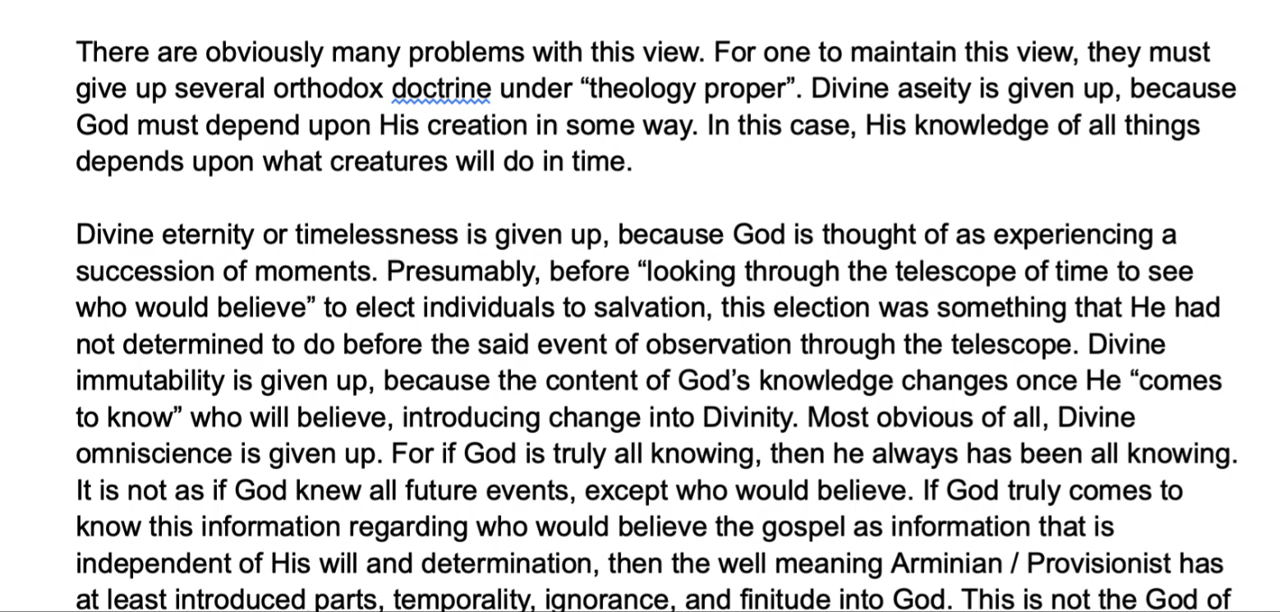 There are obviously many problems with this view. For one to maintain this view, they must
give up several orthodox doctrine under “theology proper”. Divine aseity is given up, because
God must depend upon His creation in some way. In this case, His knowledge of all things
depends upon what creatures will do in time.
Divine eternity or timelessness is given up, because God is thought of as experiencing a
succession of moments. Presumably, before “looking through the telescope of time to see
who would believe” to elect individuals to salvation, this election was something that He had
not determined to do before the said event of observation through the telescope. Divine
immutability is given up, because the content of God’s knowledge changes once He “comes
to know” who will believe, introducing change into Divinity. Most obvious of all, Divine
omniscience is given up. For if God is truly all knowing, then he always has been all knowing.
It is not as if God knew all future events, except who would believe. If God truly comes to
know this information regarding who would believe the gospel as information that is
independent of His will and determination, then the well meaning Arminian / Provisionist has
at least introduced parts, temporality, ignorance, and finitude into God. This is not the God of